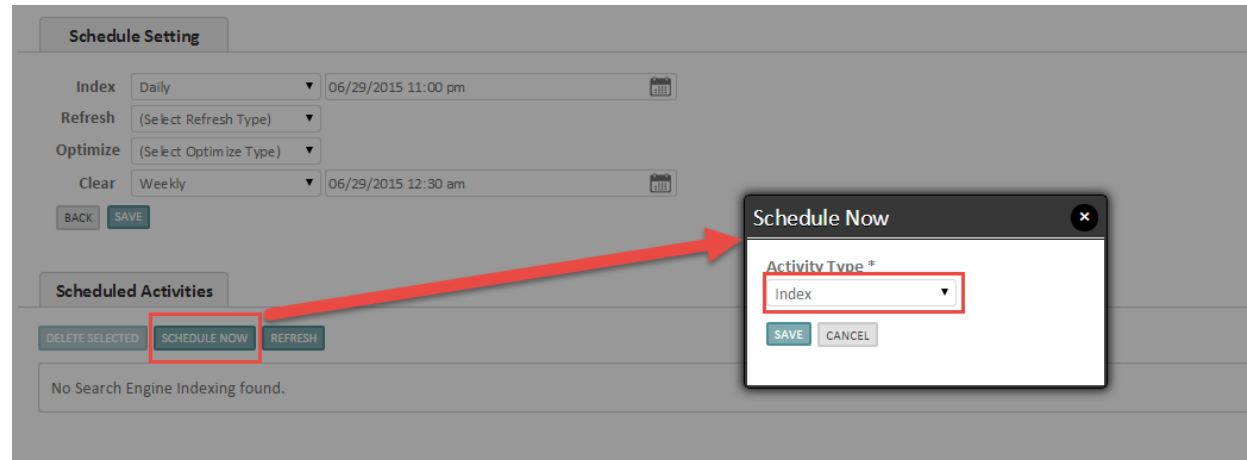 Schedule Setting
Index Daily 06/29/2015 11:00 pm
Refresh (Select Refresh Type)
Optimize (Select Optimize Type)
Clear Weekly 06/29/2015 12:30 am
BACK SAVE
Scheduled Activities
DELETE SELECTED SCHEDULE NOW REFRESH
No Search Engine Indexing found.
Schedule Now
Activity Type *
Index
SAVE CANCEL